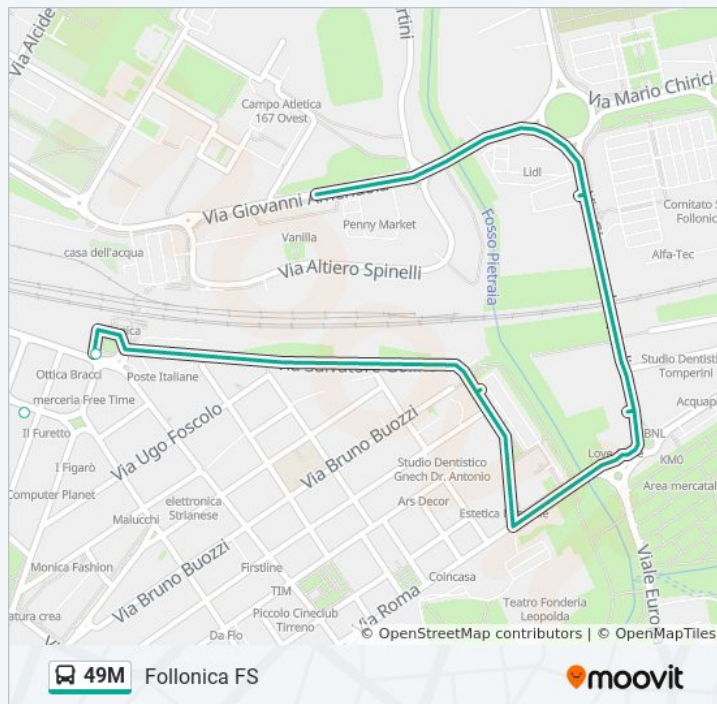 Via Alcide
Campo Atletica
167 Ovest
Via Mario Chirici
Lidl
Via Giovanni
Comitato S
Follonic
Vanilla
Penny Market
casa dell'acqua
Alfa-Tec
Via Altiero Spinelli
Fosso Pietraia
Ottica Bracci
Poste Italiane
Studio Dentisti
Tomperini
merceria Free Time
Acquap
Il Furetto
Via Ugo Foscolo
Via Bruno Buozzi
BNL
I Figarò
Love
KM0
Studio Dentistico
Gnech Dr. Antonio
Area mercatal
Computer Planet
elettronica
Strianese
Ars Decor
Estetica
Malucchi
Monica Fashion
Firstline
Coincasa
Viale Euro
Via Bruno Buozzi
TIM
Teatro Fonderia
Leopolda
atura crea
Piccolo Cineclub
Tirreno
Via Roma
Da Flo
© OpenStreetMap contributors | © OpenMapTiles
49M Follonica FS
moovit